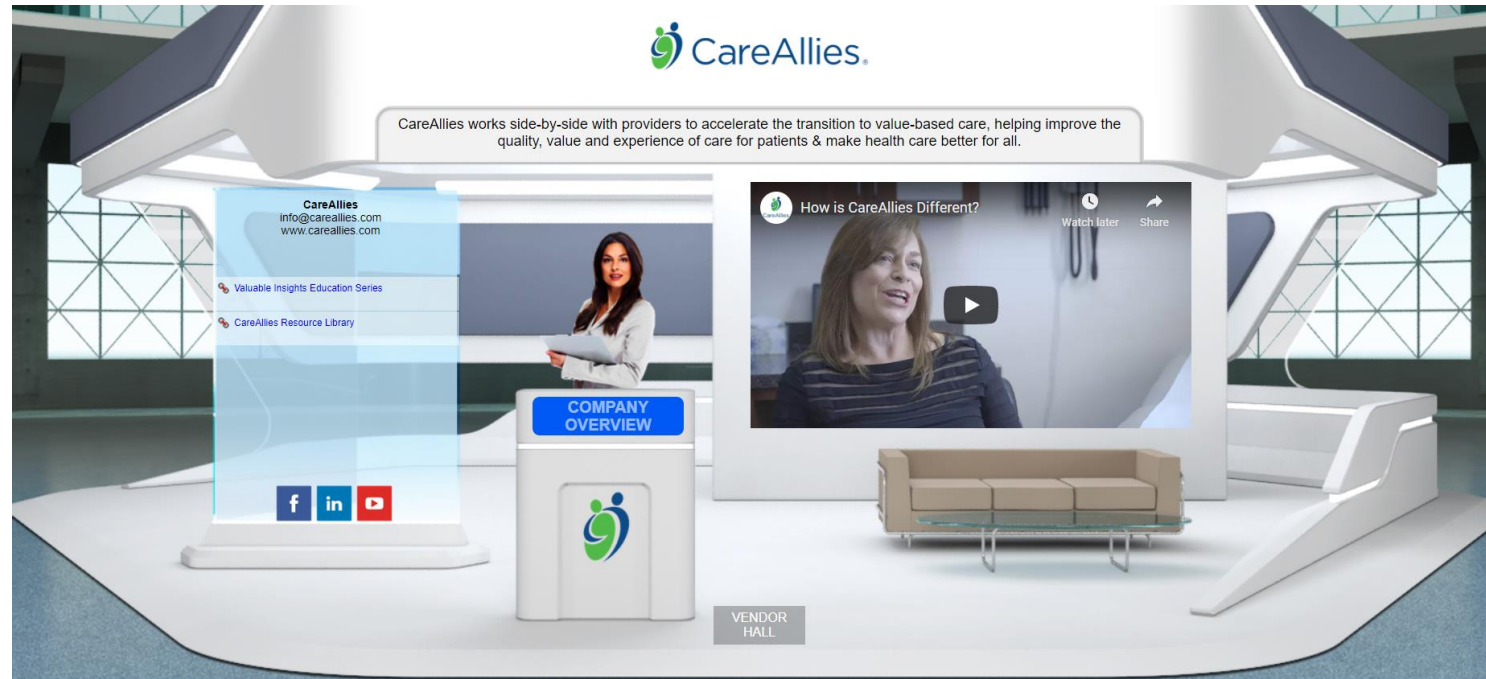 CareAllies.
CareAllies works side-by-side with providers to accelerate the transition to value-based care, helping improve the
quality, value and experience of care for patients & make health care better for all.
CareAllies
info@careallies.com
www.careallies.com
Valuable Insights Education Series
CareAllies Resource Library
f in
COMPANY
OVERVIEW
CareAllies
How is CareAllies Different?
Watch later
Share
VENDOR
HALL